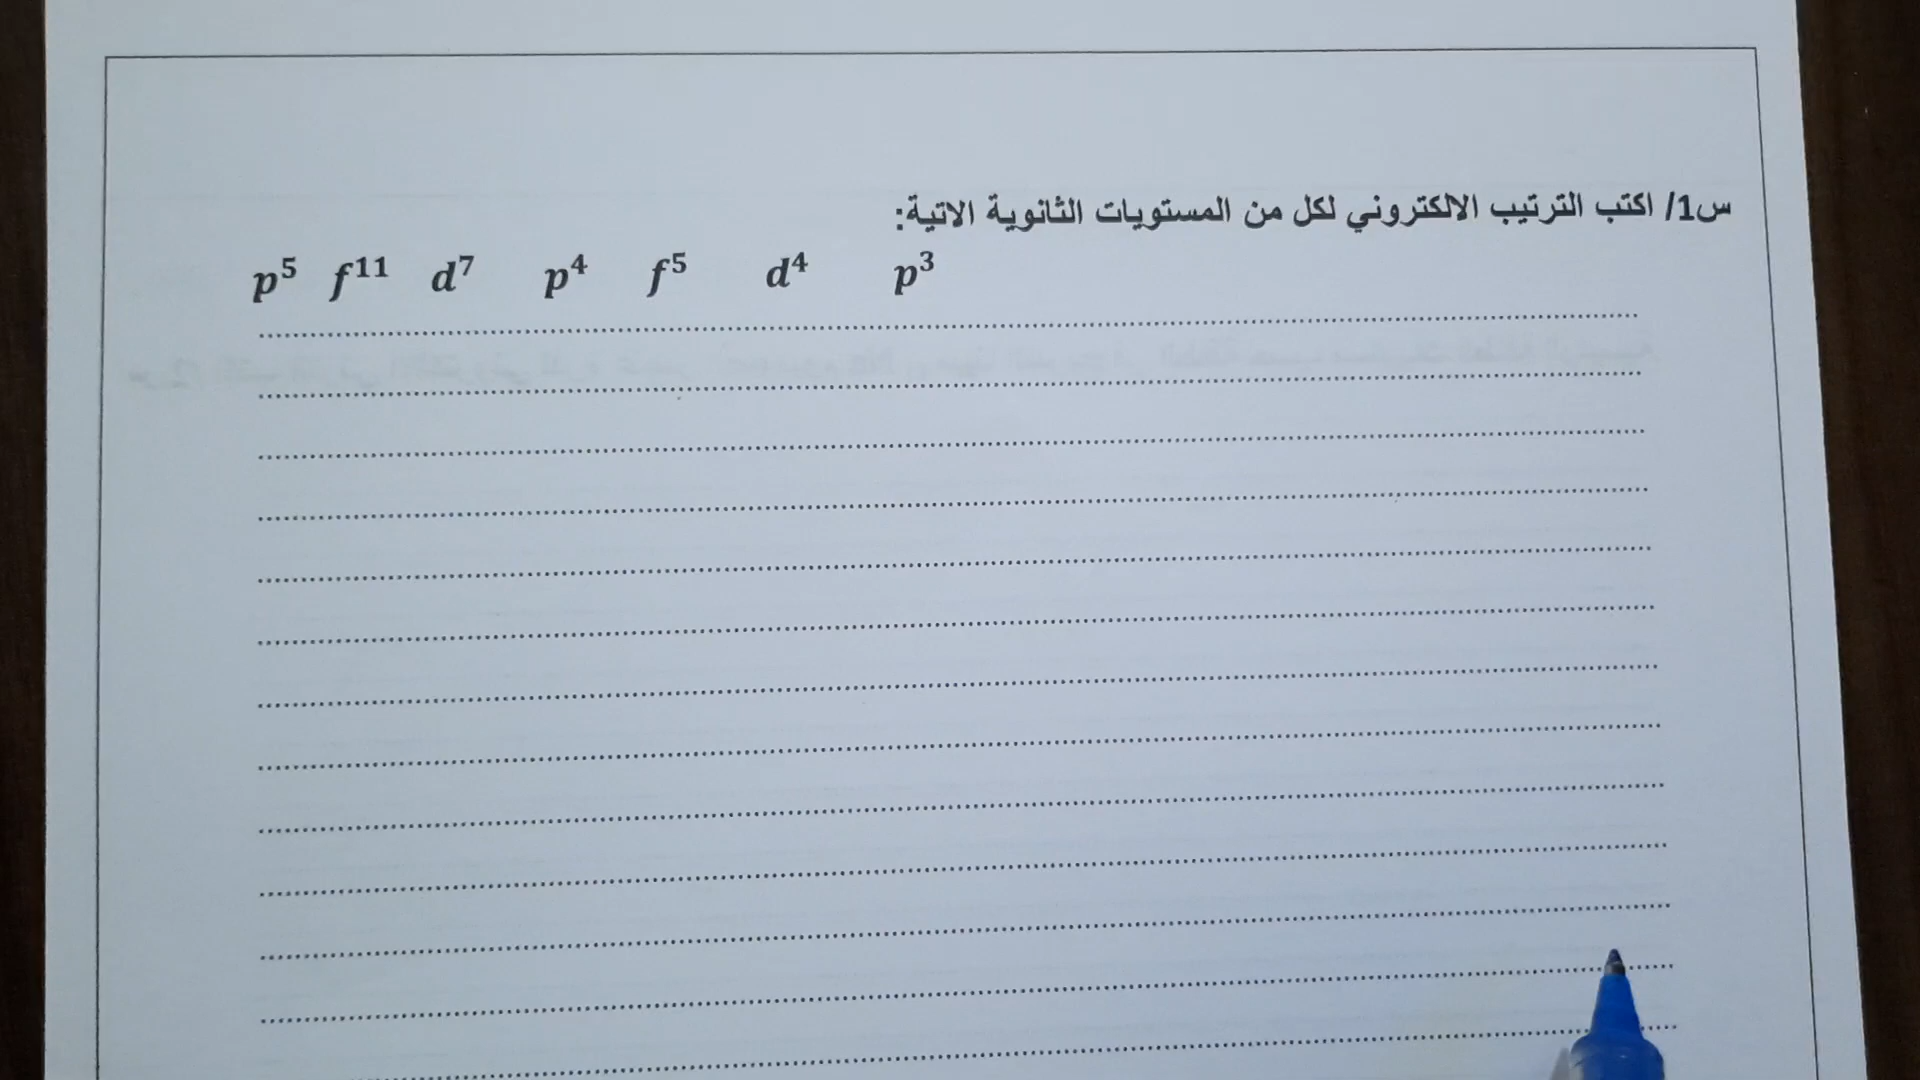 س1/ اكتب الترتيب الالكتروني لكل من المستويات الثانوية الاتية:
p⁵ f¹¹ d⁷ p⁴ f⁵ d⁴ p³